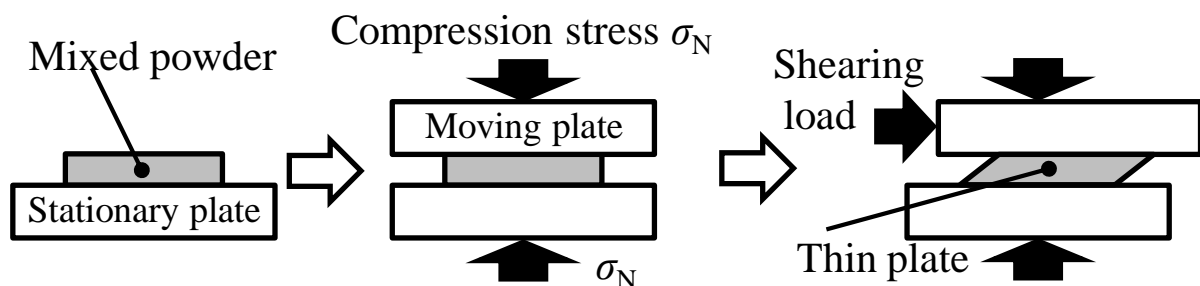 Mixed powder
Stationary plate
Compression stress σN
Moving plate
σN
Shearing
load
Thin plate